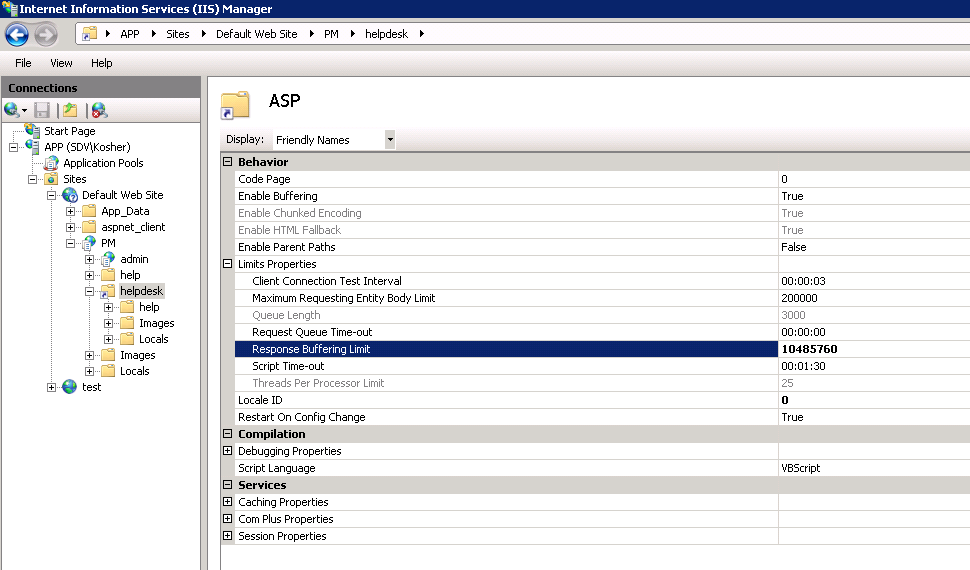 Internet Information Services (IIS) Manager
APP Sites Default Web Site PM helpdesk
File View Help
Connections
Start Page
APP (SDV\Kosher)
Application Pools
Sites
Default Web Site
App_Data
aspnet_client
PM
admin
help
helpdesk
help
Images
Locals
Images
Locals
test
ASP
Display: Friendly Names
Behavior
Code Page 0
Enable Buffering True
Enable Chunked Encoding True
Enable HTML Fallback True
Enable Parent Paths False
Limits Properties
Client Connection Test Interval 00:00:03
Maximum Requesting Entity Body Limit 200000
Queue Length 3000
Request Queue Time-out 00:00:00
Response Buffering Limit 10485760
Script Time-out 00:01:30
Threads Per Processor Limit 25
Locale ID 0
Restart On Config Change True
Compilation
Debugging Properties
Script Language VBScript
Services
Caching Properties
Com Plus Properties
Session Properties